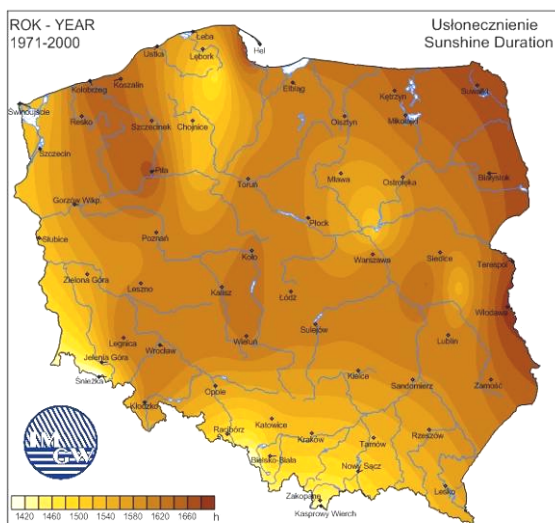 ROK - YEAR
1971-2000
Usłonecznienie
Sunshine Duration
Łeba
Hel
Ustka
Lębork
Koszalin
Kołobrzeg
Elbląg
Kętrzyn
Suwałki
Świnoujście
Resko
Szczecinek
Chojnice
Olsztyn
Mikołajki
Szczecin
Piła
Toruń
Mława
Ostrołęka
Białystok
Gorzów Wlkp.
Płock
Słubice
Poznań
Koło
Warszawa
Siedlce
Terespol
Zielona Góra
Leszno
Kalisz
Łódź
Włodawa
Legnica
Wrocław
Wieluń
Sulejów
Lublin
Jelenia Góra
Śnieżka
Kłodzko
Opole
Kielce
Sandomierz
Zamość
Racibórz
Katowice
Kraków
Tarnów
Rzeszów
Bielsko-Biała
Nowy Sącz
Lesko
Zakopane
Kasprowy Wierch
IM
GW
1420 1460 1500 1540 1580 1620 1660 h